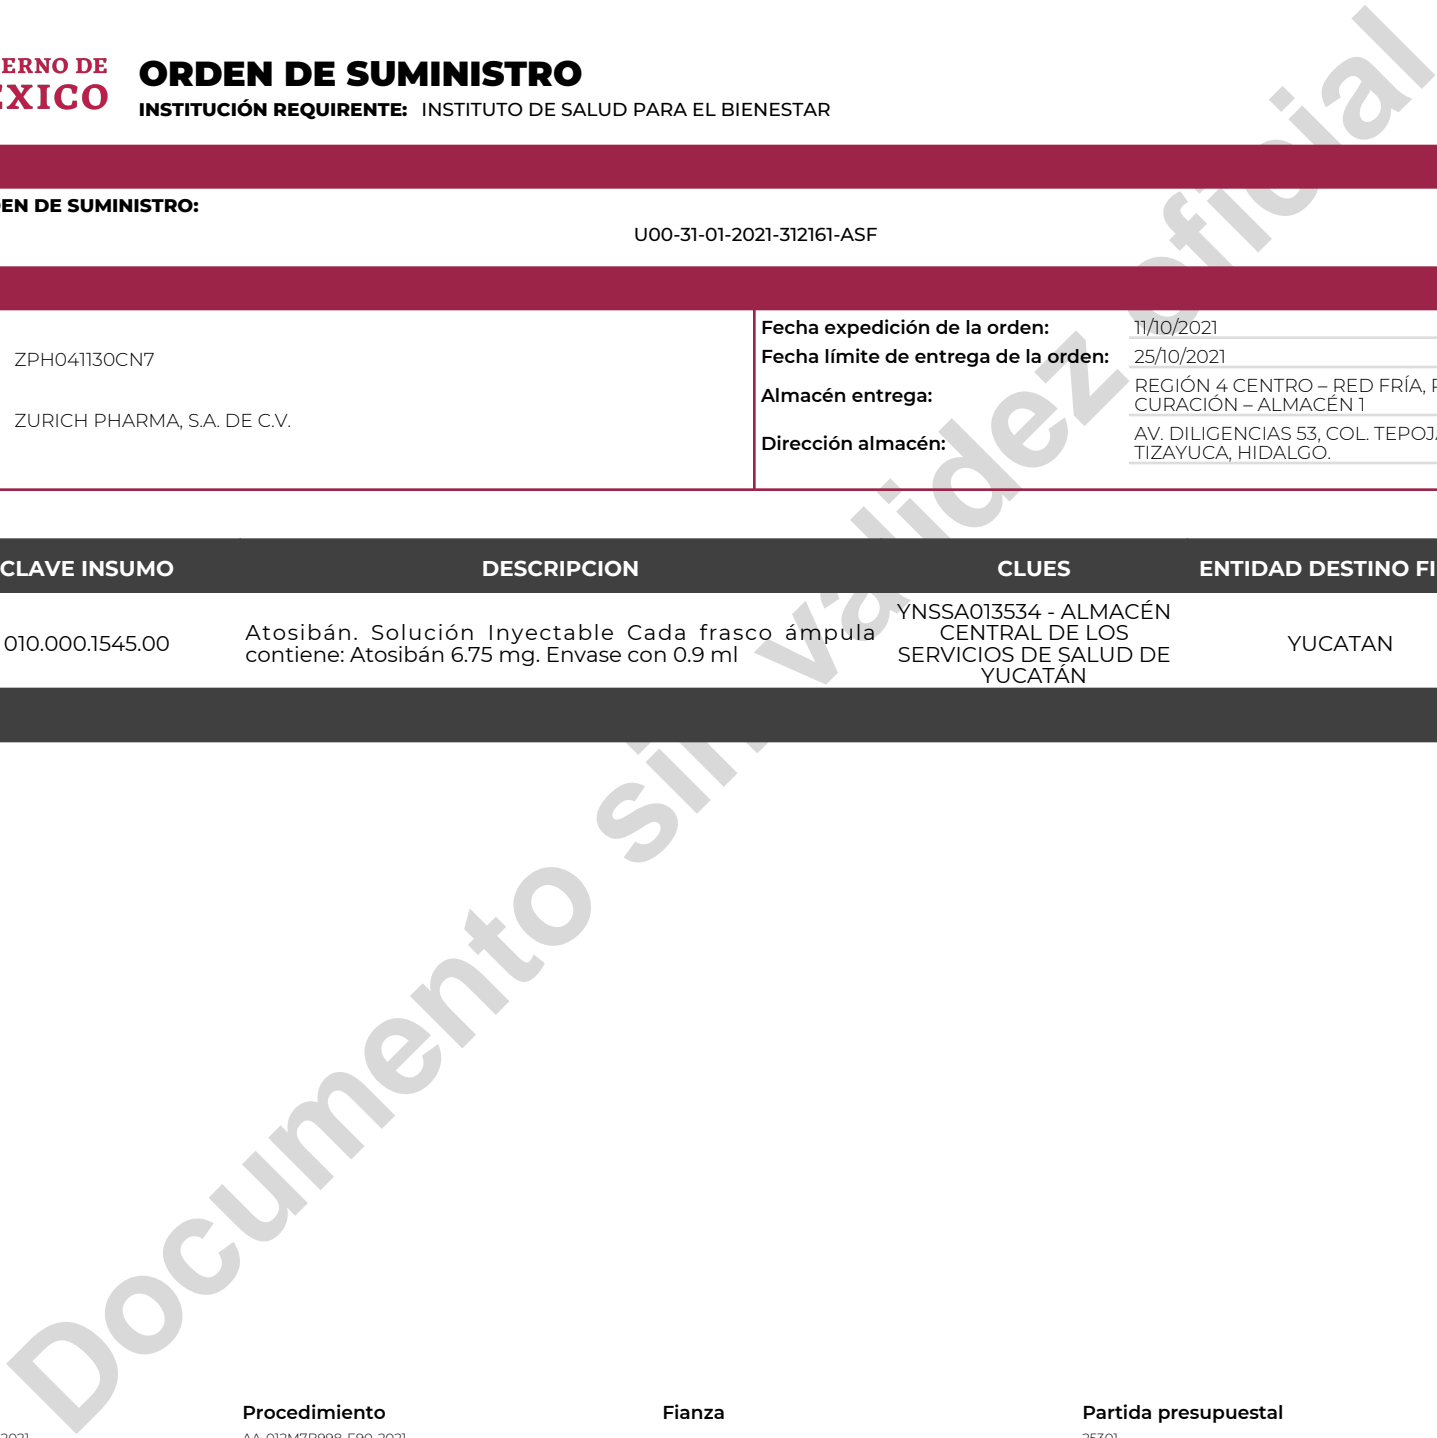 ERNO DE
EXICO
ORDEN DE SUMINISTRO
INSTITUCIÓN REQUIRENTE: INSTITUTO DE SALUD PARA EL BIENESTAR
EN DE SUMINISTRO:
U00-31-01-2021-312161-ASF
ZPH041130CN7
ZURICH PHARMA, S.A. DE C.V.
Fecha expedición de la orden: 11/10/2021
Fecha límite de entrega de la orden: 25/10/2021
Almacén entrega: REGIÓN 4 CENTRO – RED FRÍA,
CURACIÓN – ALMACÉN 1
Dirección almacén: AV. DILIGENCIAS 53, COL. TEPOJA
TIZAYUCA, HIDALGO.
CLAVE INSUMO DESCRIPCION CLUES ENTIDAD DESTINO FI
010.000.1545.00
Atosibán. Solución Inyectable Cada frasco ámpula
contiene: Atosibán 6.75 mg. Envase con 0.9 ml
YNSSA013534 - ALMACÉN
CENTRAL DE LOS
SERVICIOS DE SALUD DE
YUCATÁN
YUCATAN
Documento sin validez oficial
Procedimiento Fianza Partida presupuestal